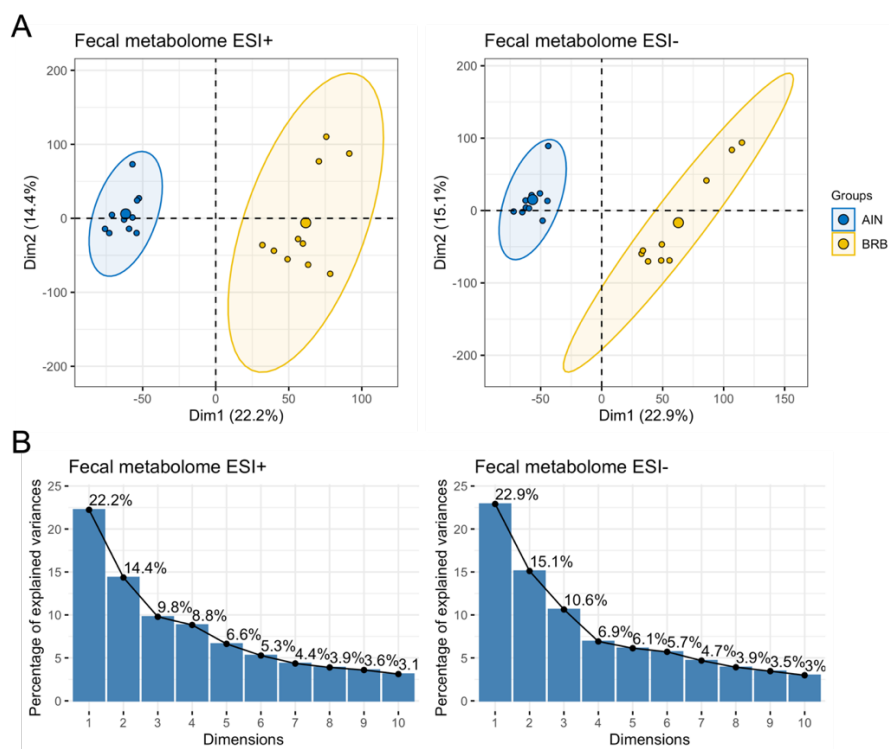 A
Fecal metabolome ESI+
200
100
0
-100
-200
Dim2 (14.4%)
-50
0
50
100
Dim1 (22.2%)
Fecal metabolome ESI-
200
100
0
-100
-200
Dim2 (15.1%)
-50
0
50
100
150
Dim1 (22.9%)
Groups
AIN
BRB
B
Fecal metabolome ESI+
25
20
15
10
5
0
Percentage of explained variances
22.2%
14.4%
9.8%
8.8%
6.6%
5.3%
4.4%
3.9%
3.6%
3.1
1 2 3 4 5 6 7 8 9 10
Dimensions
Fecal metabolome ESI-
25
20
15
10
5
0
Percentage of explained variances
22.9%
15.1%
10.6%
6.9%
6.1%
5.7%
4.7%
3.9%
3.5%
3%
1 2 3 4 5 6 7 8 9 10
Dimensions